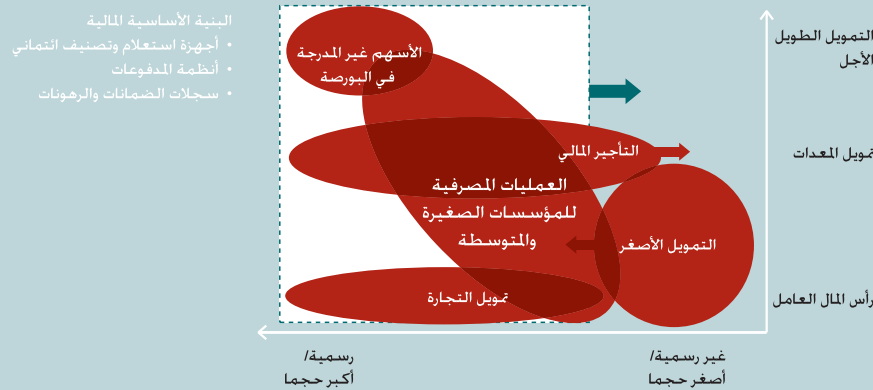 البنية الأساسية المالية
• أجهزة استعلام وتصنيف ائتماني
• أنظمة المدفوعات
• سجلات الضمانات والرهونات
التمويل الطويل
الأجل
الأسهم غير المدرجة
في البورصة
التأجير المالي
تمويل المعدات
العمليات المصرفية
للمؤسسات الصغيرة
والمتوسطة
التمويل الأصغر
تمويل التجارة
رأس المال العامل
غير رسمية/
أصغر حجما
رسمية/
أكبر حجما